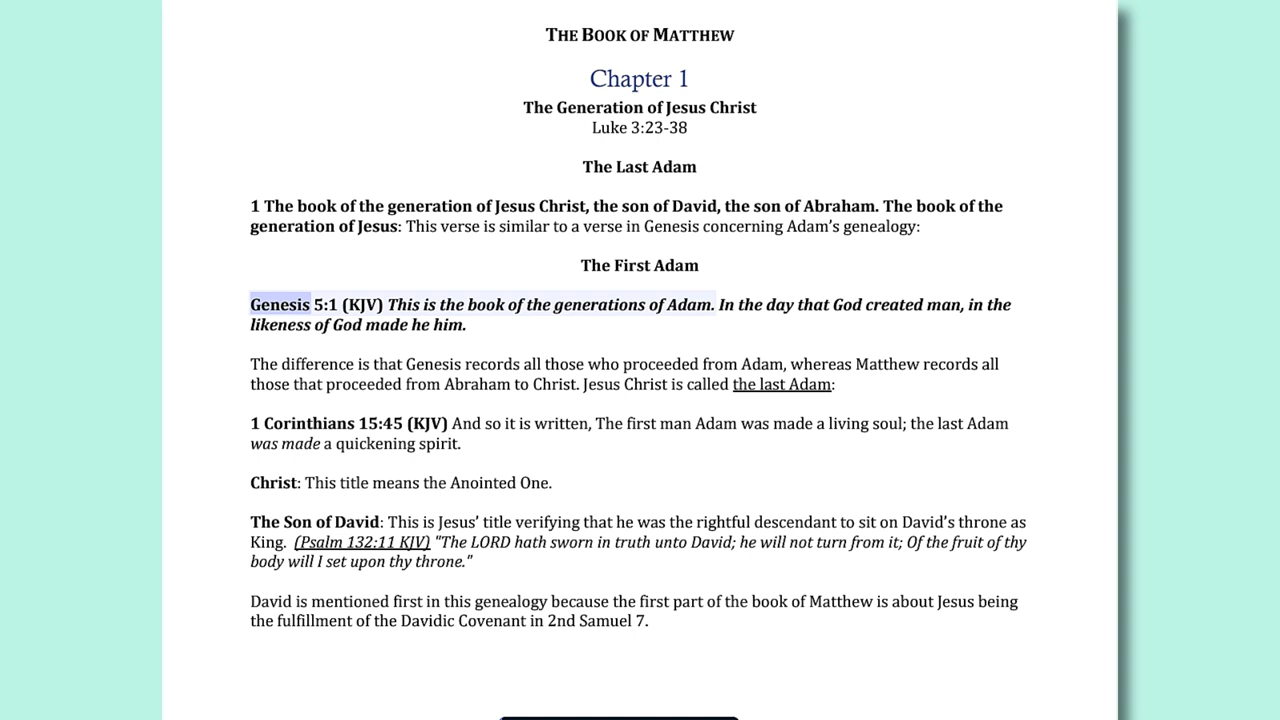 THE BOOK OF MATTHEW
Chapter 1
The Generation of Jesus Christ
Luke 3:23-38
The Last Adam
1 The book of the generation of Jesus Christ, the son of David, the son of Abraham. The book of the
generation of Jesus: This verse is similar to a verse in Genesis concerning Adam’s genealogy:
The First Adam
Genesis 5:1 (KJV) This is the book of the generations of Adam. In the day that God created man, in the
likeness of God made he him.
The difference is that Genesis records all those who proceeded from Adam, whereas Matthew records all
those that proceeded from Abraham to Christ. Jesus Christ is called the last Adam:
1 Corinthians 15:45 (KJV) And so it is written, The first man Adam was made a living soul; the last Adam
was made a quickening spirit.
Christ: This title means the Anointed One.
The Son of David: This is Jesus’ title verifying that he was the rightful descendant to sit on David’s throne as
King. (Psalm 132:11 KJV) "The LORD hath sworn in truth unto David; he will not turn from it; Of the fruit of thy
body will I set upon thy throne."
David is mentioned first in this genealogy because the first part of the book of Matthew is about Jesus being
the fulfillment of the Davidic Covenant in 2nd Samuel 7.